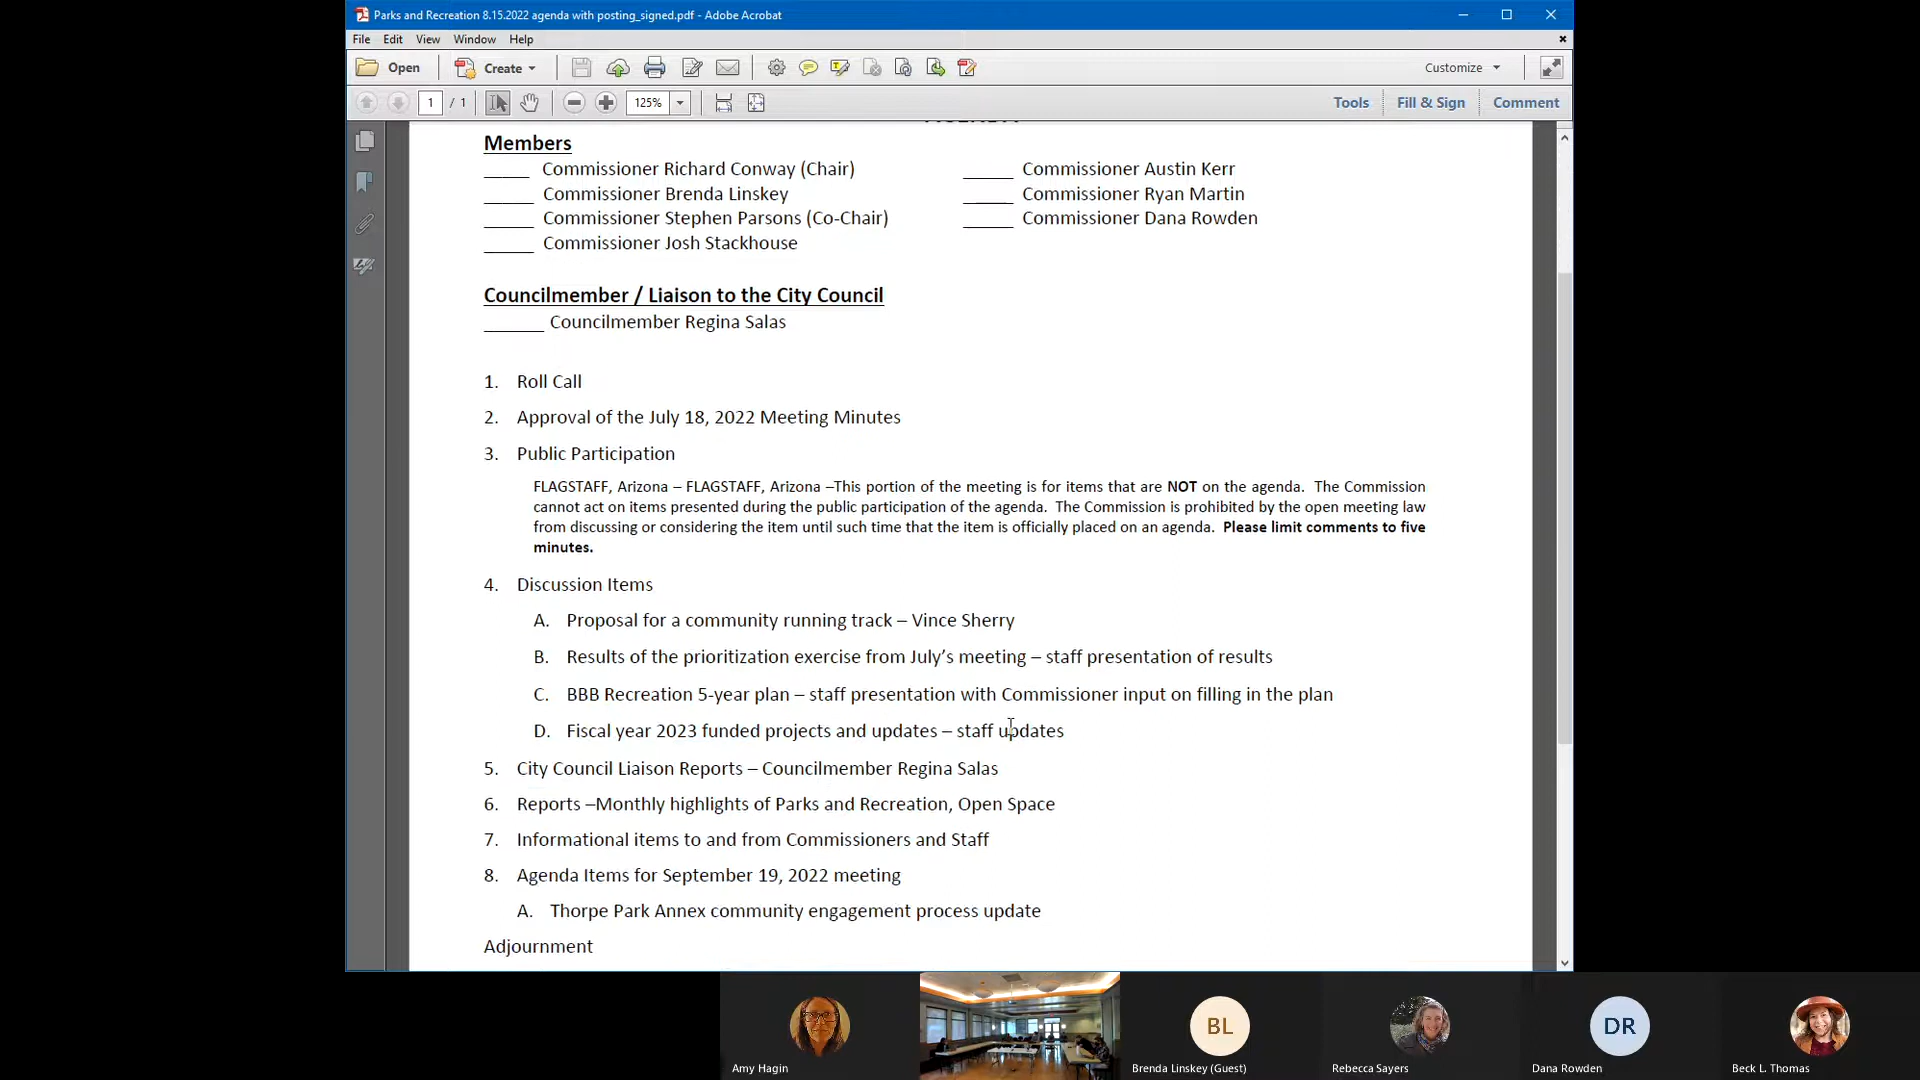 Parks and Recreation 8.15.2022 agenda with posting_signed.pdf - Adobe Acrobat
File Edit View Window Help
Open Create Customize
1 / 1 125% Tools Fill & Sign Comment
Members
_____ Commissioner Richard Conway (Chair) _____ Commissioner Austin Kerr
_____ Commissioner Brenda Linskey _____ Commissioner Ryan Martin
_____ Commissioner Stephen Parsons (Co-Chair) _____ Commissioner Dana Rowden
_____ Commissioner Josh Stackhouse
Councilmember / Liaison to the City Council
______ Councilmember Regina Salas
1. Roll Call
2. Approval of the July 18, 2022 Meeting Minutes
3. Public Participation
FLAGSTAFF, Arizona – FLAGSTAFF, Arizona –This portion of the meeting is for items that are NOT on the agenda. The Commission
cannot act on items presented during the public participation of the agenda. The Commission is prohibited by the open meeting law
from discussing or considering the item until such time that the item is officially placed on an agenda. Please limit comments to five
minutes.
4. Discussion Items
A. Proposal for a community running track – Vince Sherry
B. Results of the prioritization exercise from July’s meeting – staff presentation of results
C. BBB Recreation 5-year plan – staff presentation with Commissioner input on filling in the plan
D. Fiscal year 2023 funded projects and updates – staff updates
5. City Council Liaison Reports – Councilmember Regina Salas
6. Reports –Monthly highlights of Parks and Recreation, Open Space
7. Informational items to and from Commissioners and Staff
8. Agenda Items for September 19, 2022 meeting
A. Thorpe Park Annex community engagement process update
Adjournment
BL DR
Amy Hagin Brenda Linskey (Guest) Rebecca Sayers Dana Rowden Beck L. Thomas